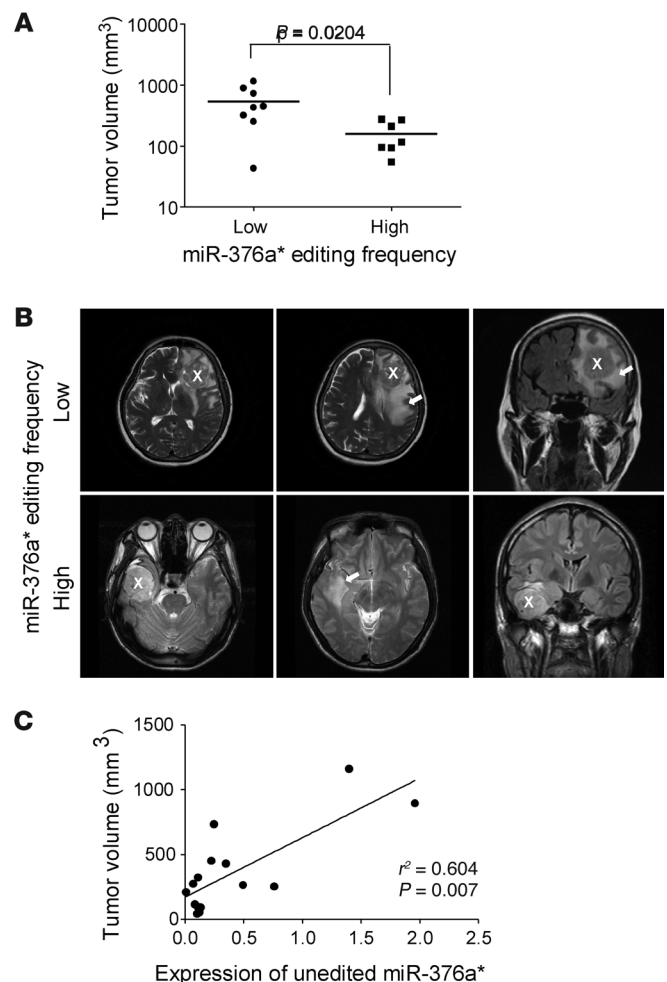 A
Tumor volume (mm3)
10000
1000
100
10
P = 0.0204
Low
High
miR-376a* editing frequency
B
miR-376a* editing frequency
Low
High
X
X
X
X
X
C
Tumor volume (mm 3)
1500
1000
500
0
0.0
0.5
1.0
1.5
2.0
2.5
r2 = 0.604
P = 0.007
Expression of unedited miR-376a*